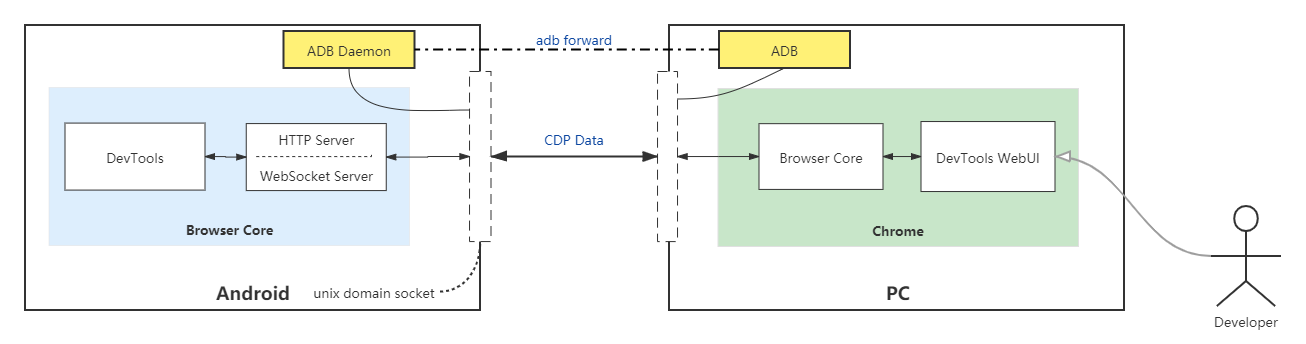 ADB Daemon
adb forward
ADB
DevTools
HTTP Server
WebSocket Server
CDP Data
Browser Core
DevTools WebUI
Browser Core
Chrome
Android
unix domain socket
PC
Developer